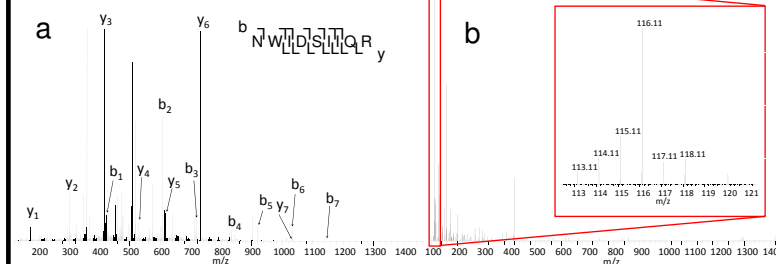 a
b
NWIDSIIQR
y
y₃
y₆
b₂
y₂
b₁
y₄
y₅
b₃
y₁
b₄
b₅
y₇
b₆
b₇
200 300 400 500 600 700 800 900 1000 1100 1200 1300 1400
m/z
b
116.11
115.11
114.11
113.11
117.11
118.11
113 114 115 116 117 118 119 120 121
m/z
100 200 300 400 500 600 700 800 900 1000 1100 1200 1300 1400
m/z